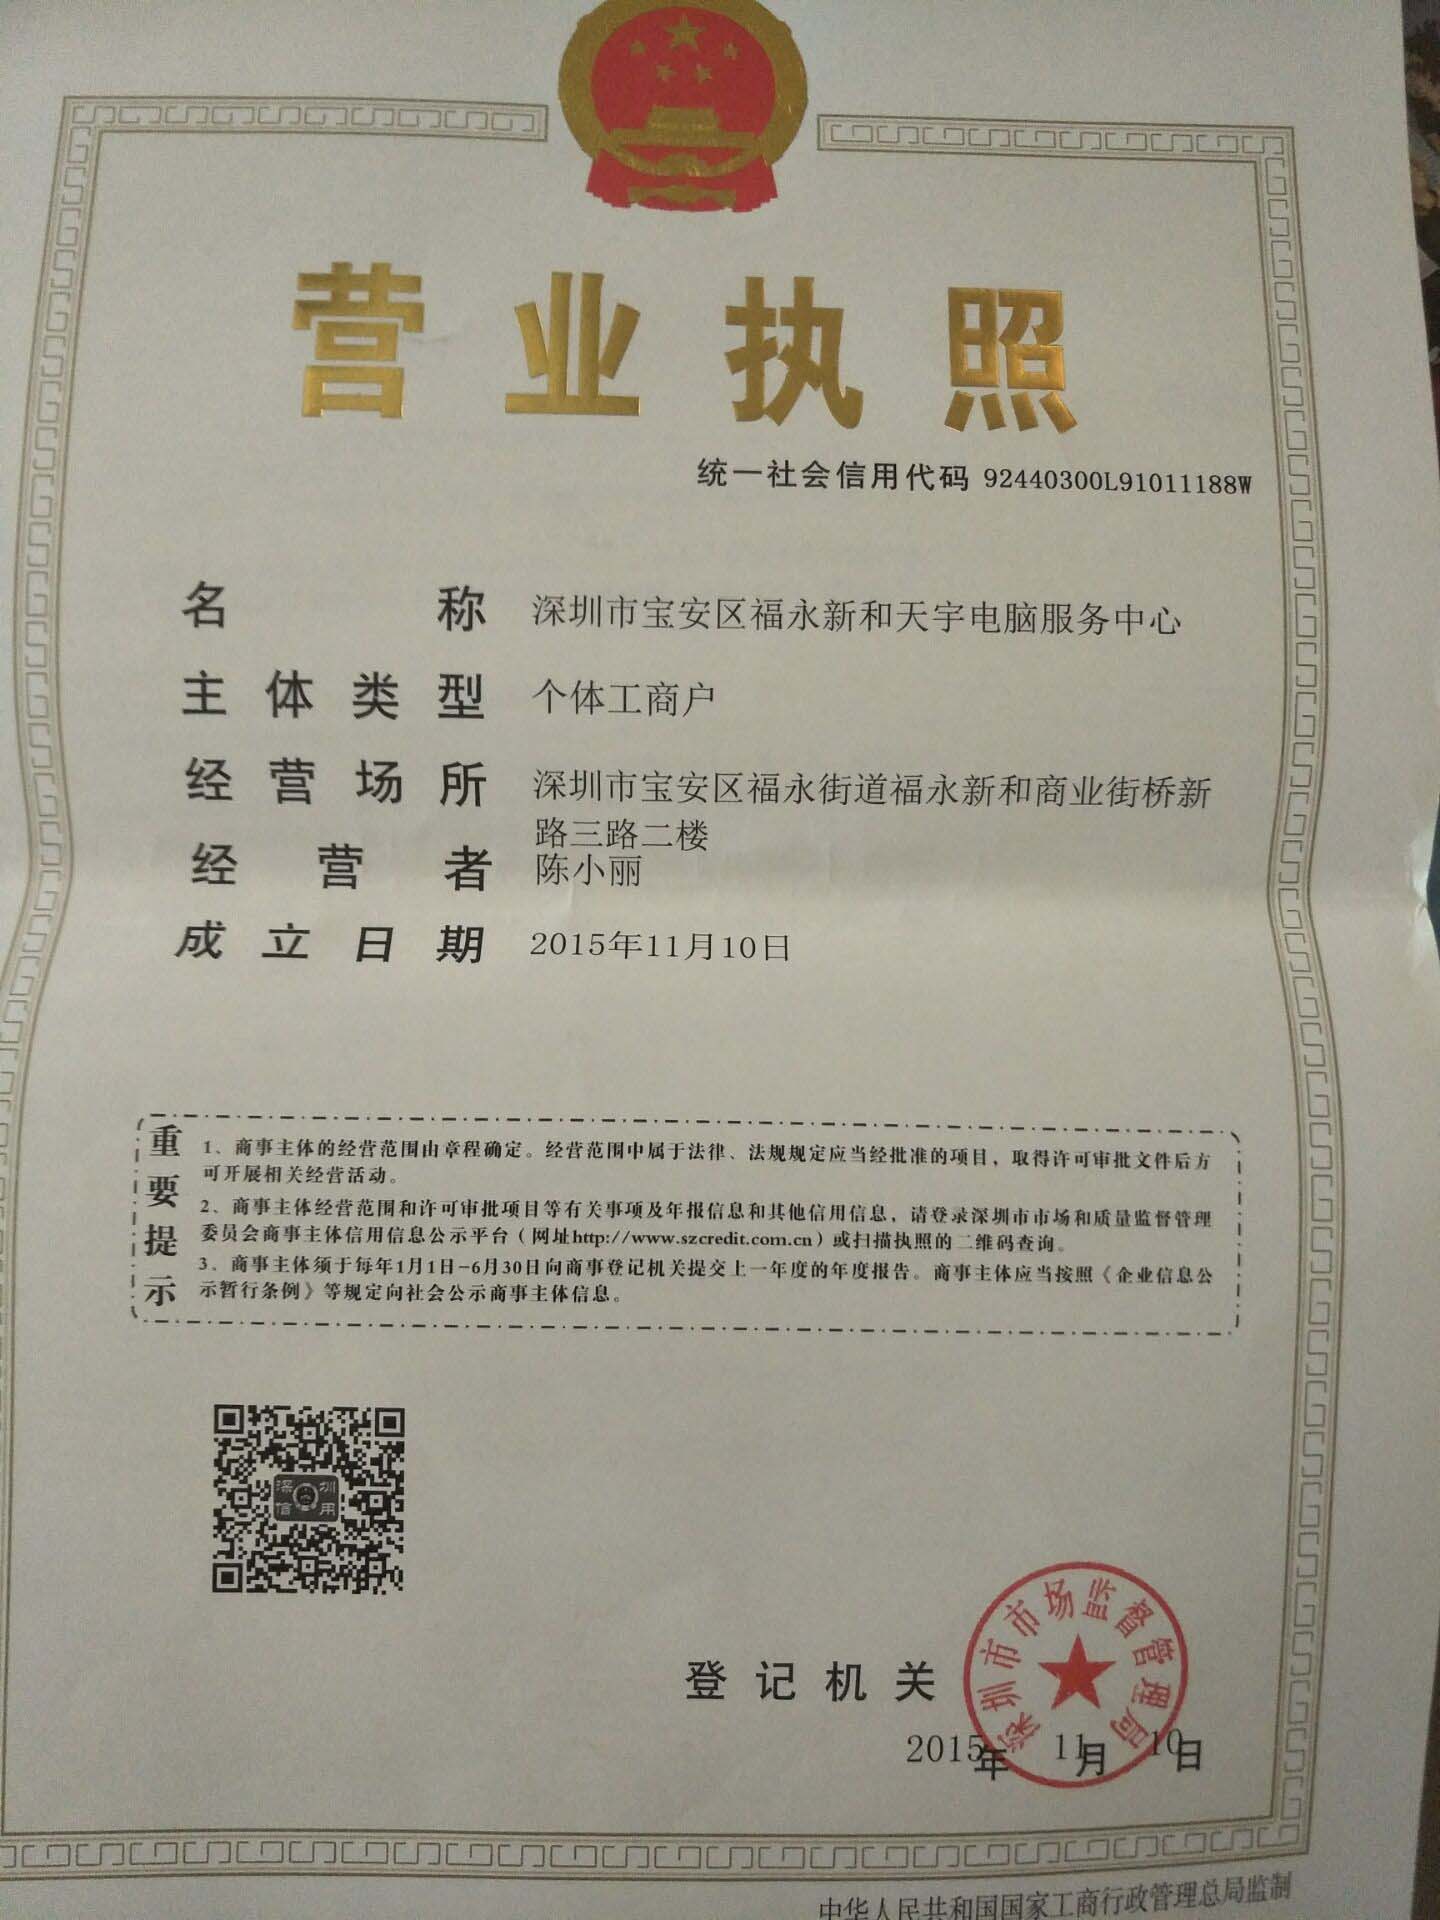 营业执照
统一社会信用代码 92440300L91011188W
名称 深圳市宝安区福永新和天宇电脑服务中心
主体类型 个体工商户
经营场所 深圳市宝安区福永街道福永新和商业街桥新
路三路二楼
经营者 陈小丽
成立日期 2015年11月10日
重要提示
1、商事主体的经营范围由章程确定。经营范围中属于法律、法规规定应当经批准的项目，取得许可审批文件后方
可开展相关经营活动。
2、商事主体经营范围和许可审批项目等有关事项及年报信息和其他信用信息，请登录深圳市市场和质量监督管理
委员会商事主体信用信息公示平台（网址http://www.szcredit.com.cn）或扫描执照的二维码查询。
3、商事主体须于每年1月1日-6月30日向商事登记机关提交上一年度的年度报告。商事主体应当按照《企业信息公
示暂行条例》等规定向社会公示商事主体信息。
深圳
信用
深圳市市场监督管理局
登记机关
2015年11月10日
中华人民共和国国家工商行政管理总局监制